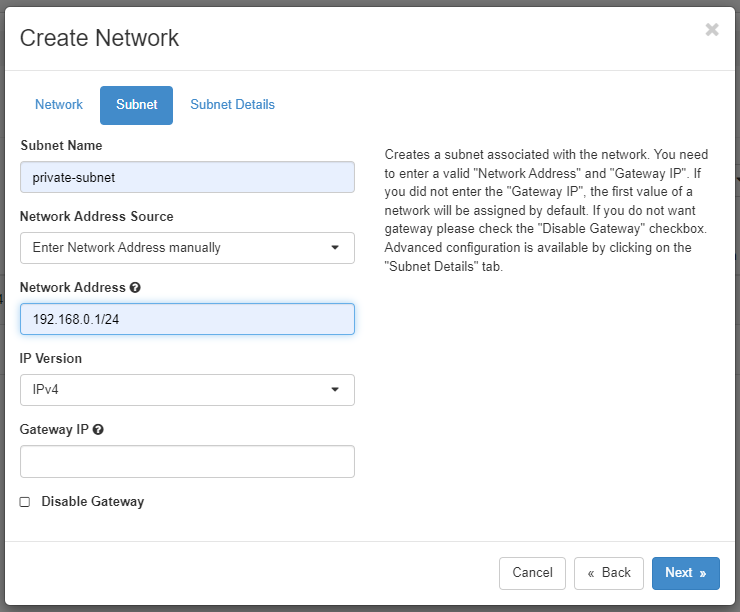 Create Network
×
Network
Subnet
Subnet Details
Subnet Name
private-subnet
Network Address Source
Enter Network Address manually
Network Address
192.168.0.1/24
IP Version
IPv4
Gateway IP
Disable Gateway
Creates a subnet associated with the network. You need
to enter a valid "Network Address" and "Gateway IP". If
you did not enter the "Gateway IP", the first value of a
network will be assigned by default. If you do not want
gateway please check the "Disable Gateway" checkbox.
Advanced configuration is available by clicking on the
"Subnet Details" tab.
Cancel
« Back
Next »